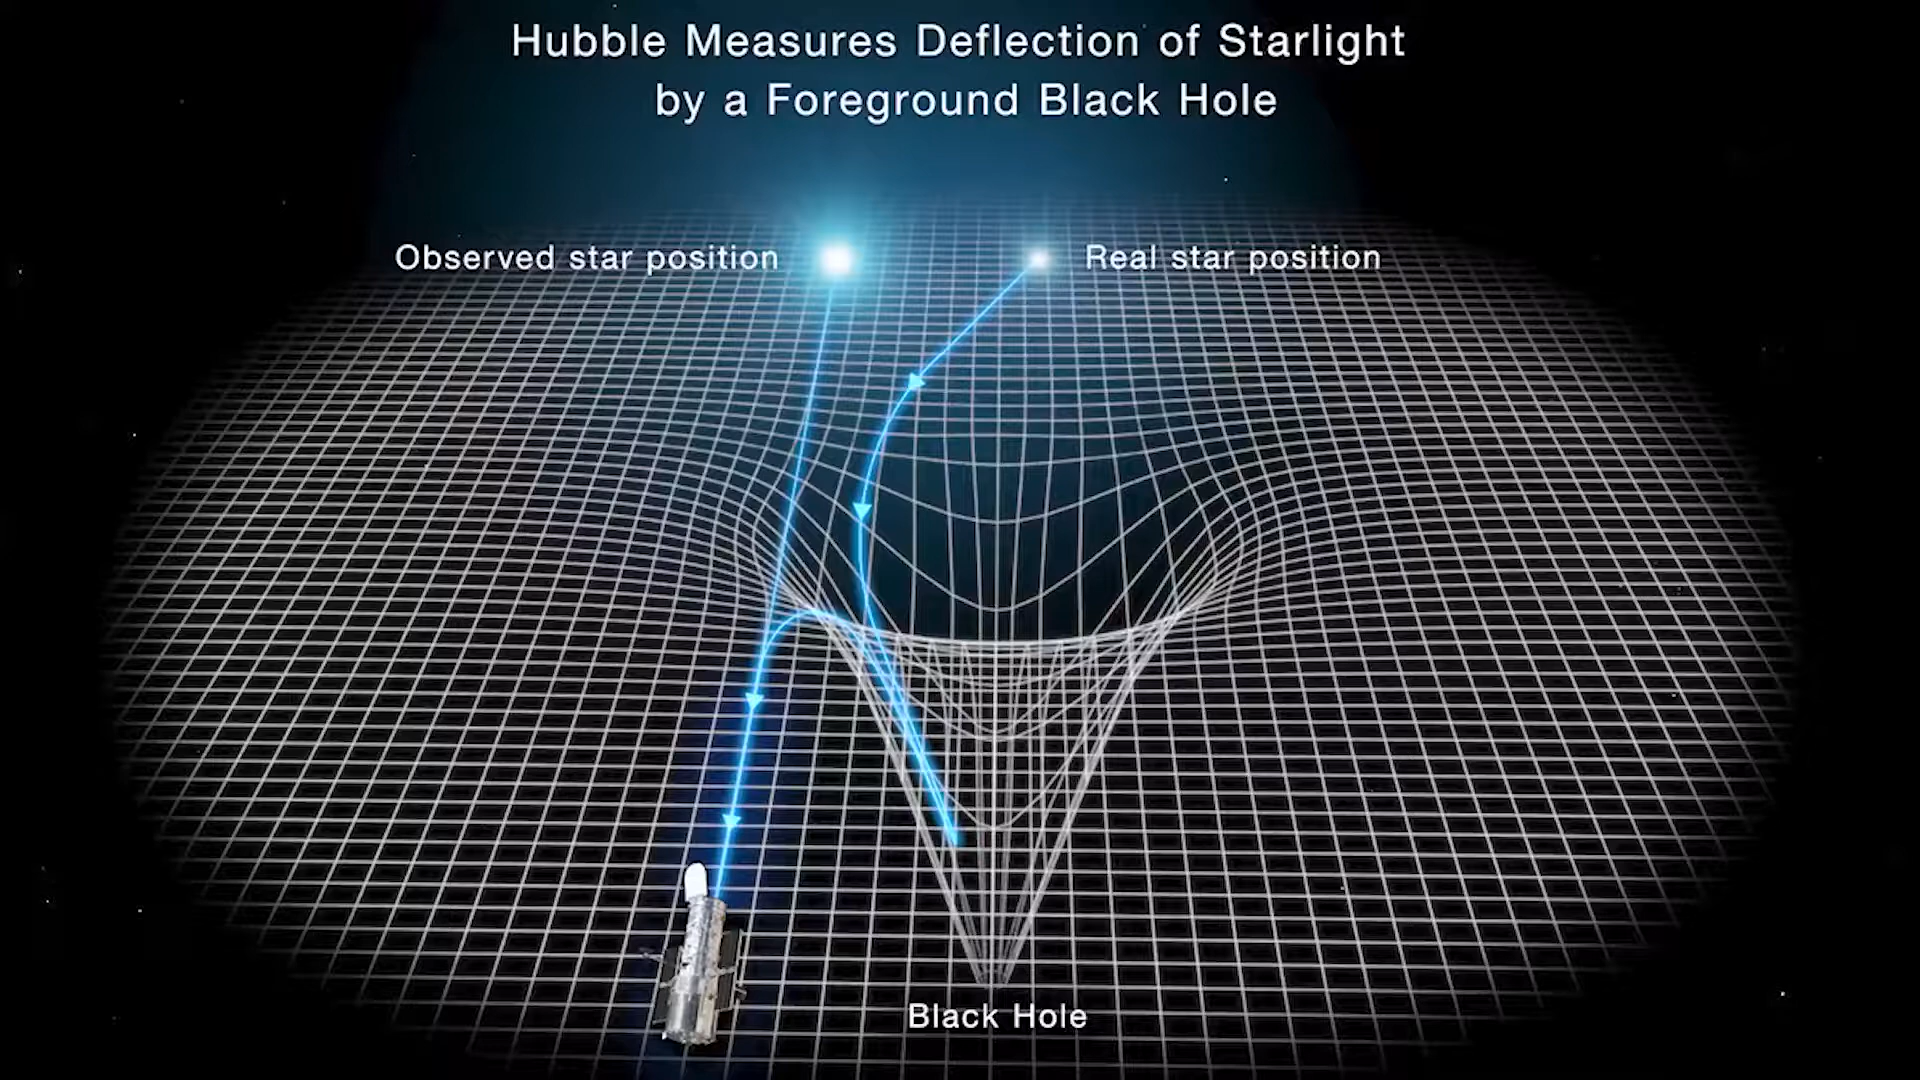 Hubble Measures Deflection of Starlight
by a Foreground Black Hole
Observed star position
Real star position
Black Hole